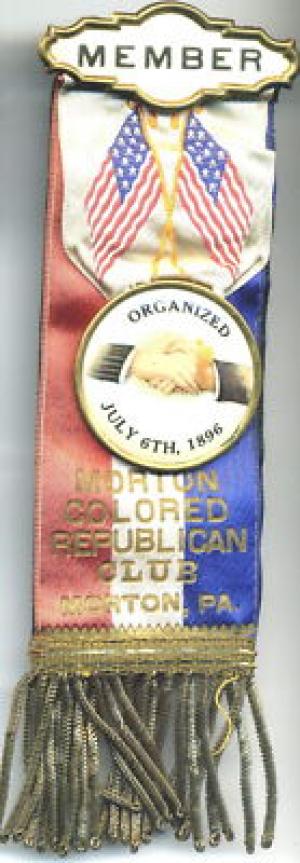 MEMBER
ORGANIZED
JULY 6TH, 1896
MORTON
COLORED
REPUBLICAN
CLUB
MORTON, PA.